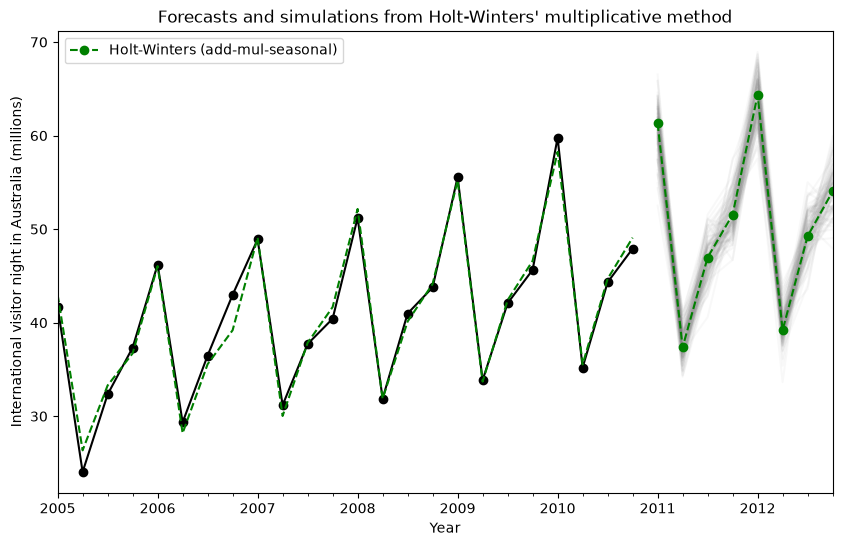 Forecasts and simulations from Holt-Winters' multiplicative method
Holt-Winters (add-mul-seasonal)
International visitor night in Australia (millions)
70
60
50
40
30
2005 2006 2007 2008 2009 2010 2011 2012
Year